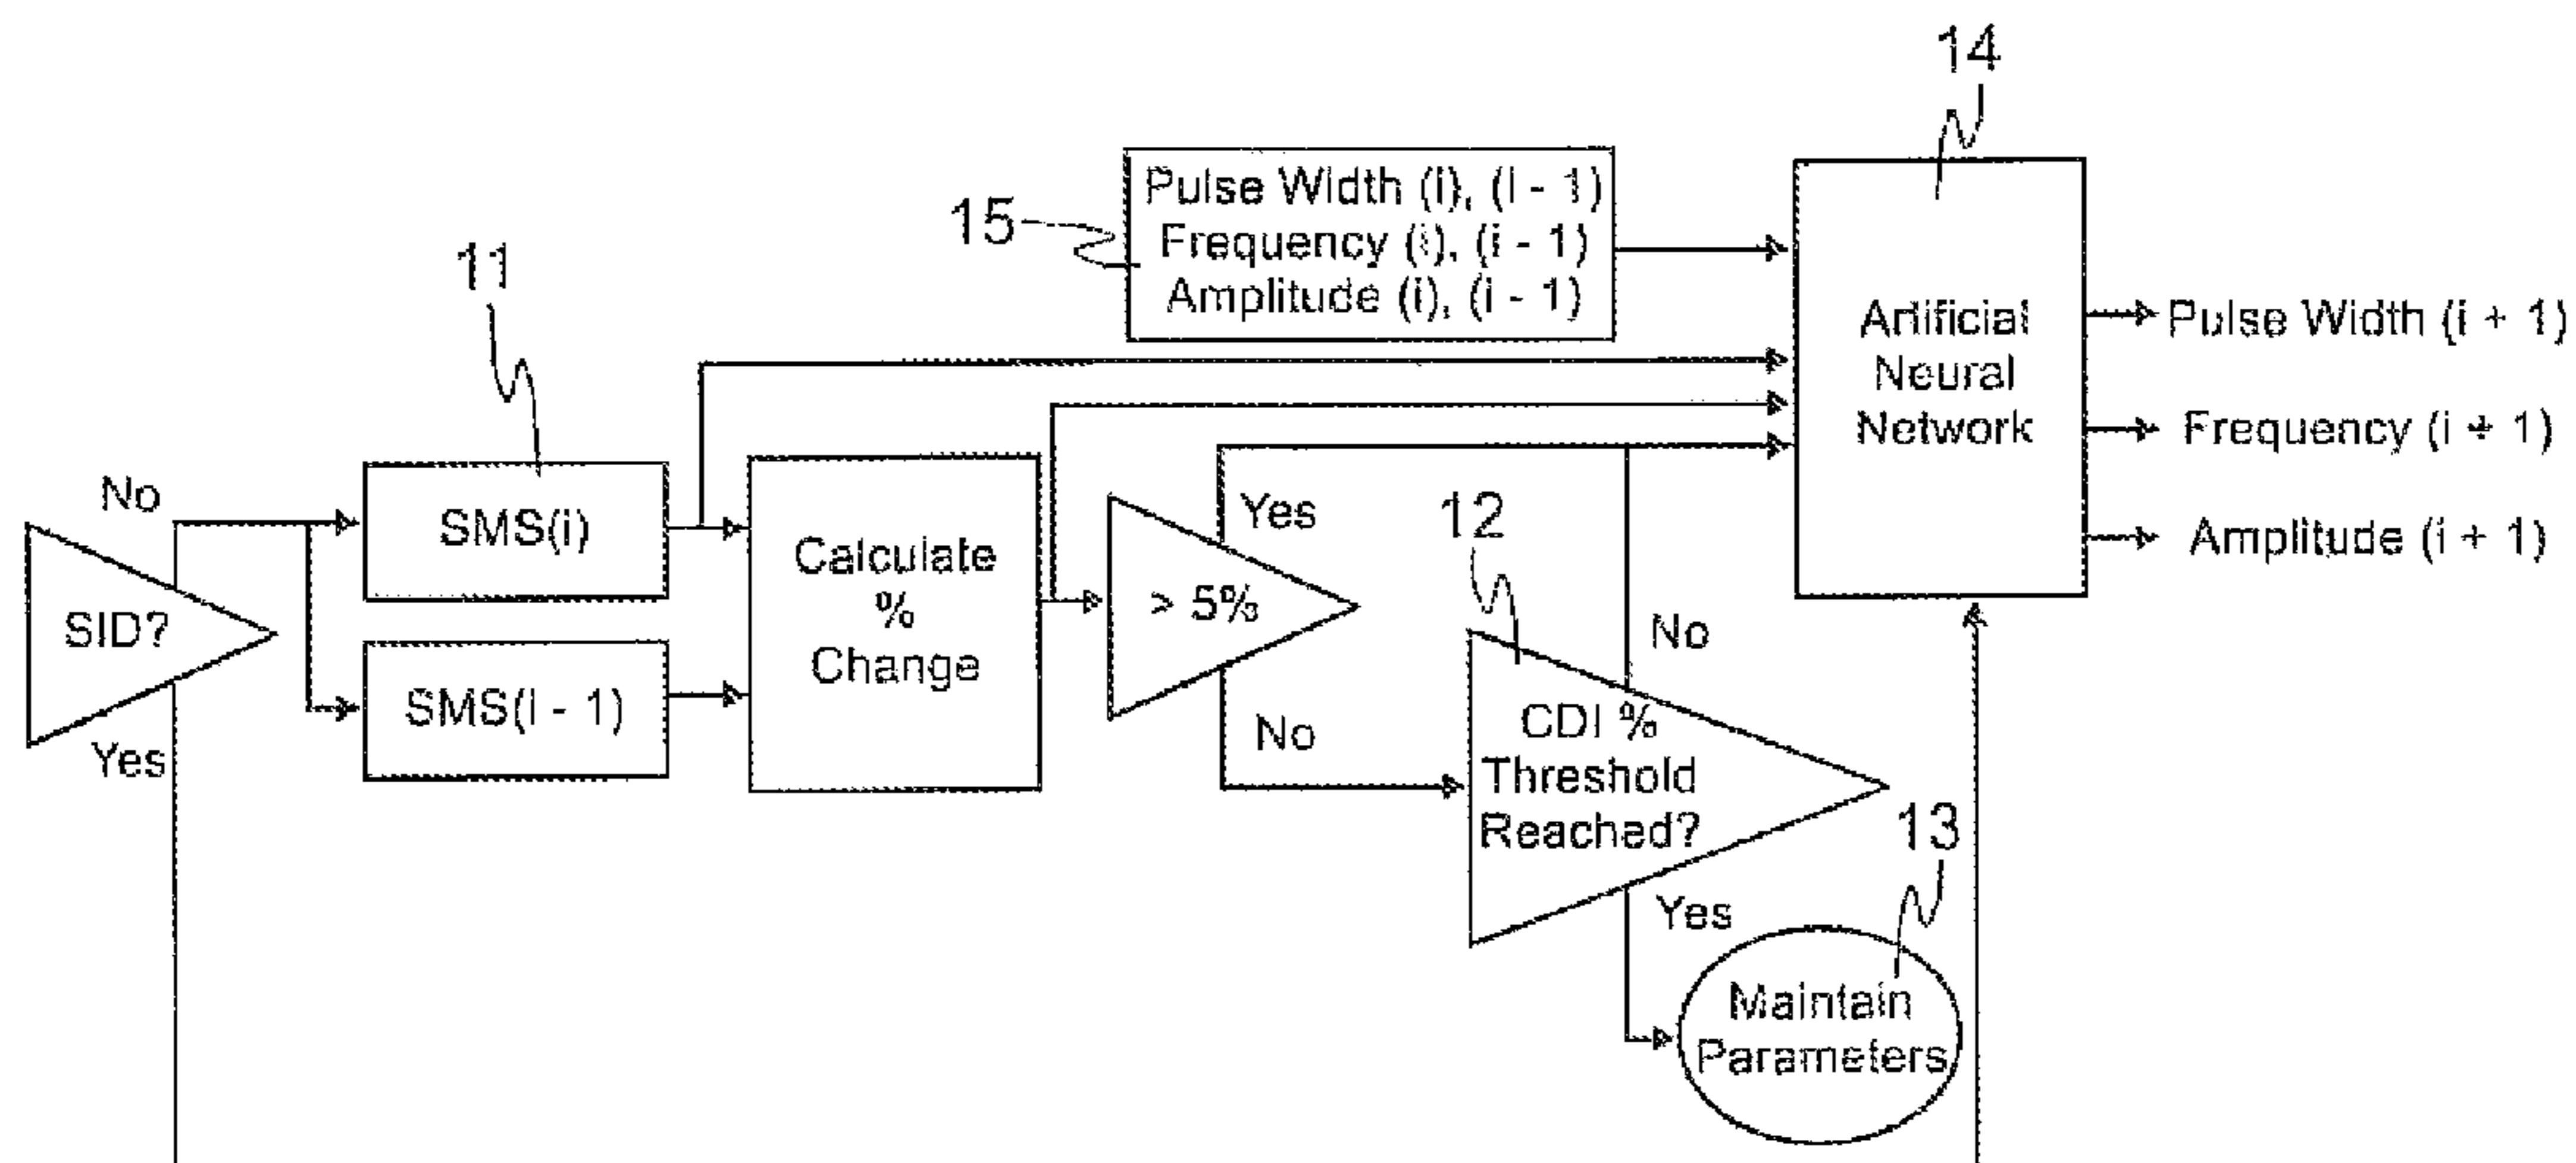 14
Pulse Width (i), (i - 1)
Frequency (i), (i - 1)
Amplitude (i), (i - 1)
15
11
Artificial
Neural
Network
Pulse Width (i + 1)
Frequency (i + 1)
Amplitude (i + 1)
No
SMS(i)
Calculate
%
Change
Yes
12
> 5%
No
SID?
SMS(i - 1)
CDI %
Threshold
Reached?
No
Yes
13
Yes
Maintain
Parameters